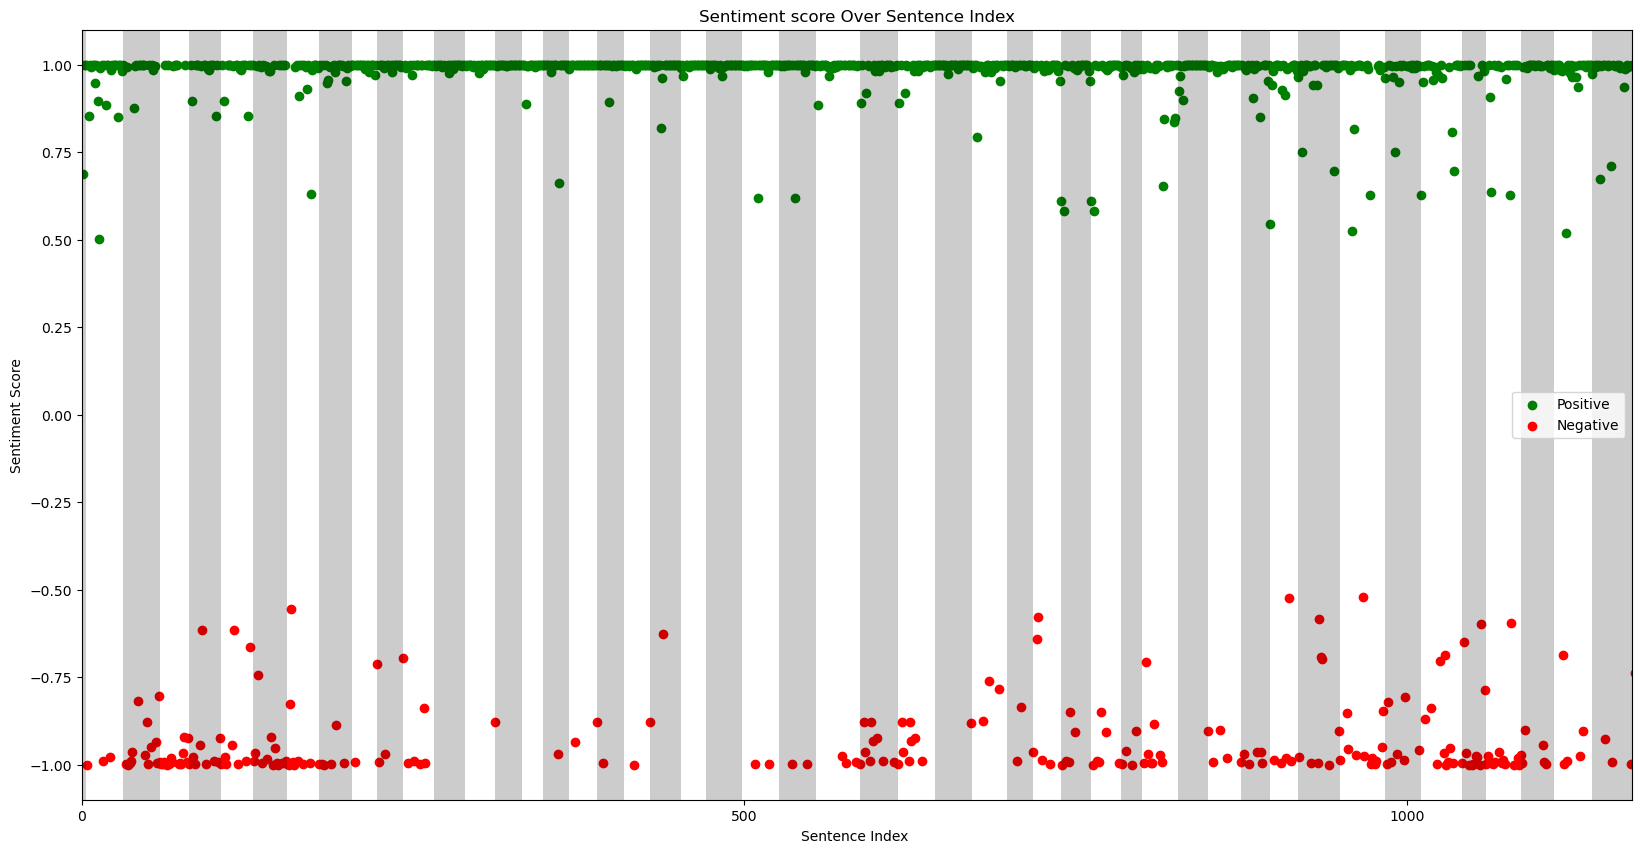 Sentiment score Over Sentence Index
1.00
0.75
0.50
0.25
0.00
−0.25
−0.50
−0.75
−1.00
Sentiment Score
Positive
Negative
0
500
1000
Sentence Index